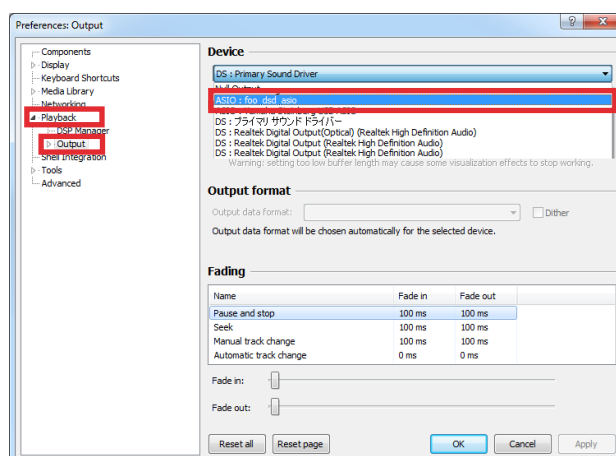 Preferences: Output
Components
Display
Keyboard Shortcuts
Media Library
Networking
Playback
DSP Manager
Output
Shell Integration
Tools
Advanced
Device
DS : Primary Sound Driver
Null Output
ASIO : foo_dsd_asio
ASIO : Yamaha Steinberg USB ASIO
DS : プライマリ サウンド ドライバー
DS : Realtek Digital Output(Optical) (Realtek High Definition Audio)
DS : Realtek Digital Output (Realtek High Definition Audio)
DS : Realtek Digital Output (Realtek High Definition Audio)
Warning: setting too low buffer length may cause some visualization effects to stop working.
Output format
Output data format:
Dither
Output data format will be chosen automatically for the selected device.
Fading
Name Fade in Fade out
Pause and stop 100 ms 100 ms
Seek 100 ms 100 ms
Manual track change 100 ms 100 ms
Automatic track change 0 ms 0 ms
Fade in:
Fade out:
Reset all Reset page OK Cancel Apply